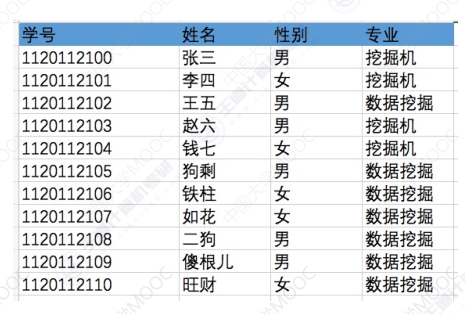 学号 姓名 性别 专业
1120112100 张三 男 挖掘机
1120112101 李四 女 挖掘机
1120112102 王五 男 数据挖掘
1120112103 赵六 男 挖掘机
1120112104 钱七 女 挖掘机
1120112105 狗剩 男 数据挖掘
1120112106 铁柱 女 数据挖掘
1120112107 如花 女 数据挖掘
1120112108 二狗 男 数据挖掘
1120112109 傻根儿 男 数据挖掘
1120112110 旺财 女 数据挖掘